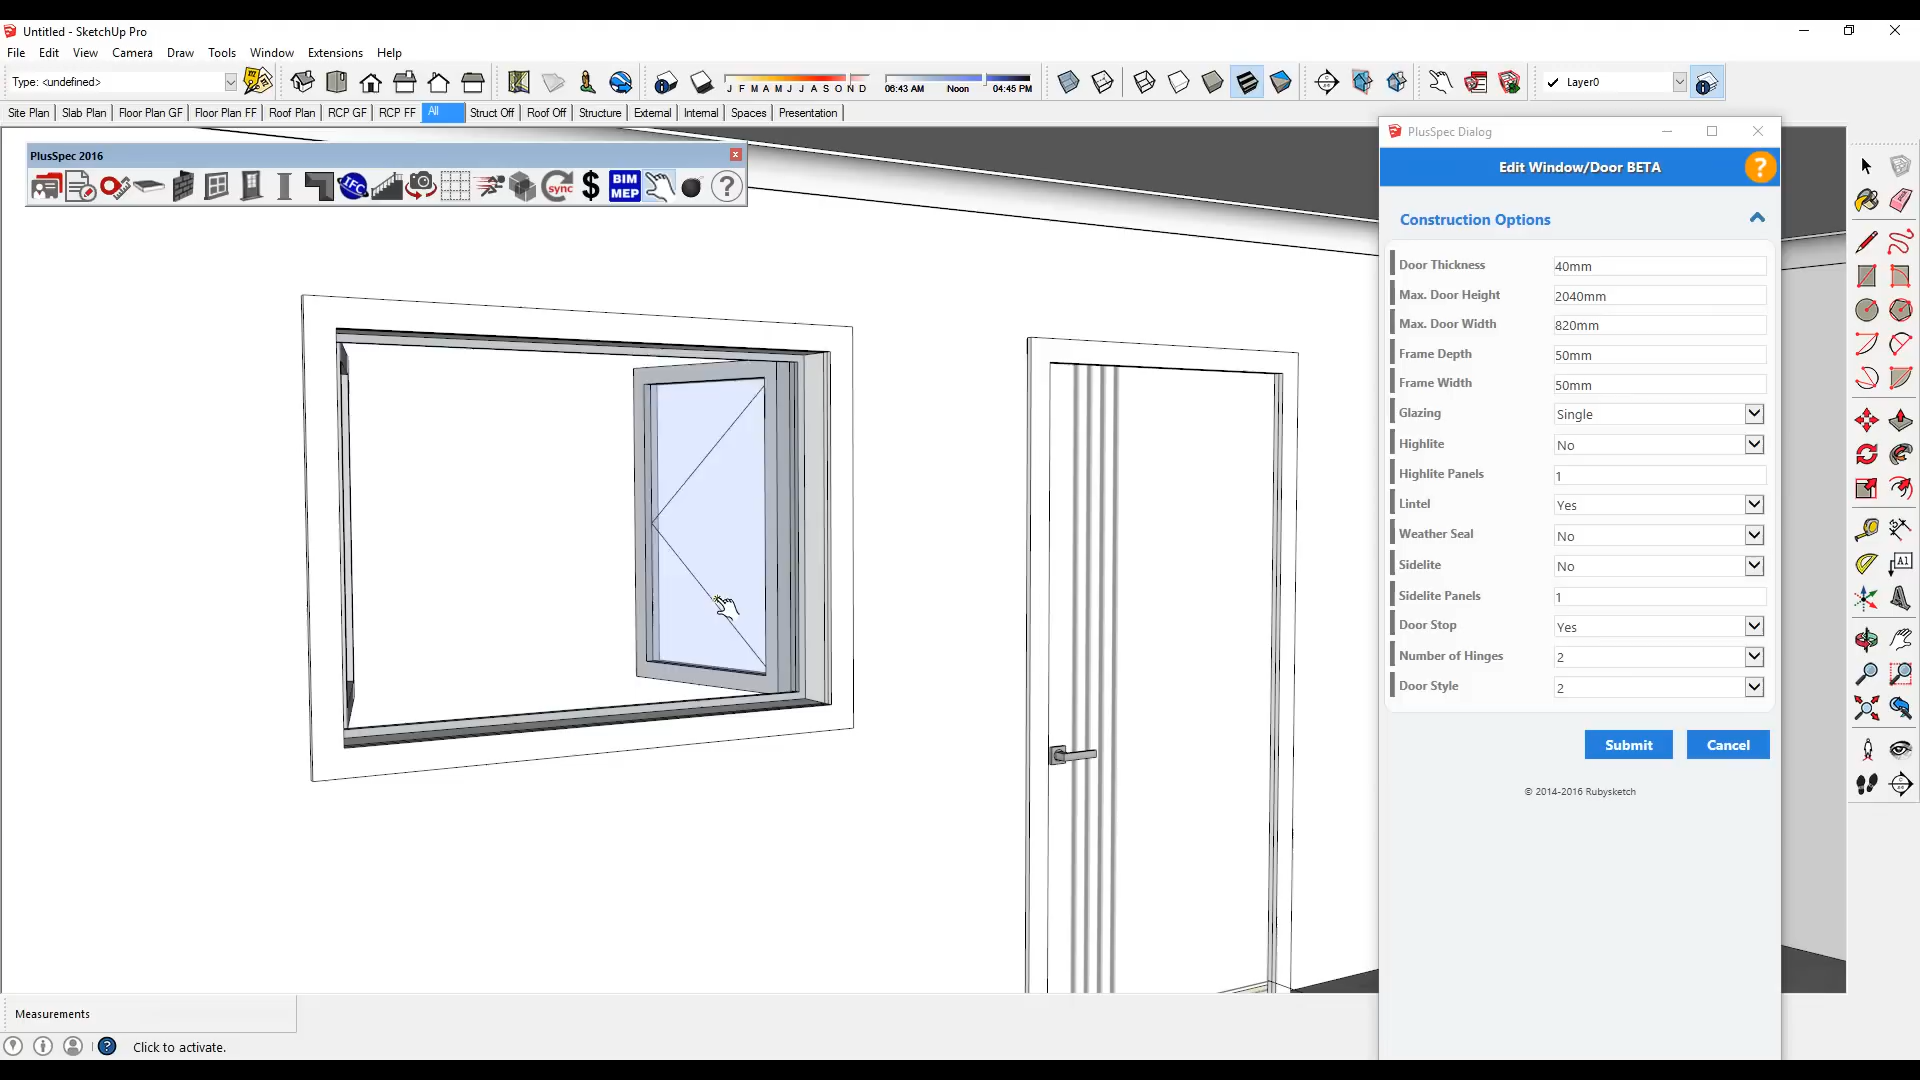 Untitled - SketchUp Pro
File Edit View Camera Draw Tools Window Extensions Help
Type: <undefined>
J F M A M J J A S O N D 06:43 AM Noon 04:45 PM
Layer0
Site Plan Slab Plan Floor Plan GF Floor Plan FF Roof Plan RCP GF RCP FF All Struct Off Roof Off Structure External Internal Spaces Presentation
PlusSpec 2016
IFC sync $ BIM MEP ?
PlusSpec Dialog
Edit Window/Door BETA ?
Construction Options
Door Thickness 40mm
Max. Door Height 2040mm
Max. Door Width 820mm
Frame Depth 50mm
Frame Width 50mm
Glazing Single
Highlite No
Highlite Panels 1
Lintel Yes
Weather Seal No
Sidelite No
Sidelite Panels 1
Door Stop Yes
Number of Hinges 2
Door Style 2
Submit Cancel
© 2014-2016 Rubysketch
A1
Measurements
Click to activate.